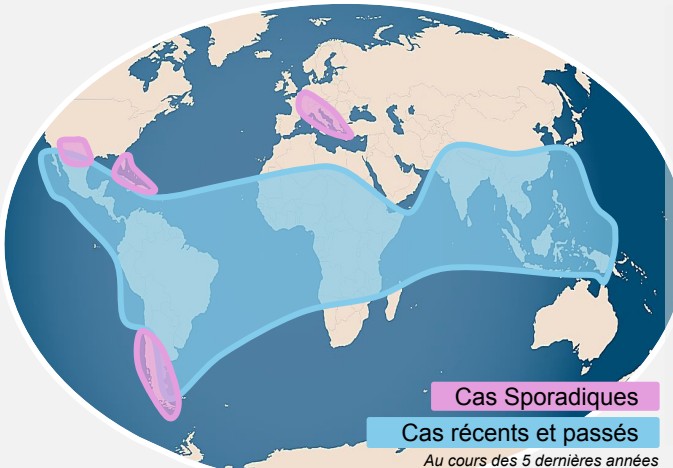 Cas Sporadiques
Cas récents et passés
Au cours des 5 dernières années